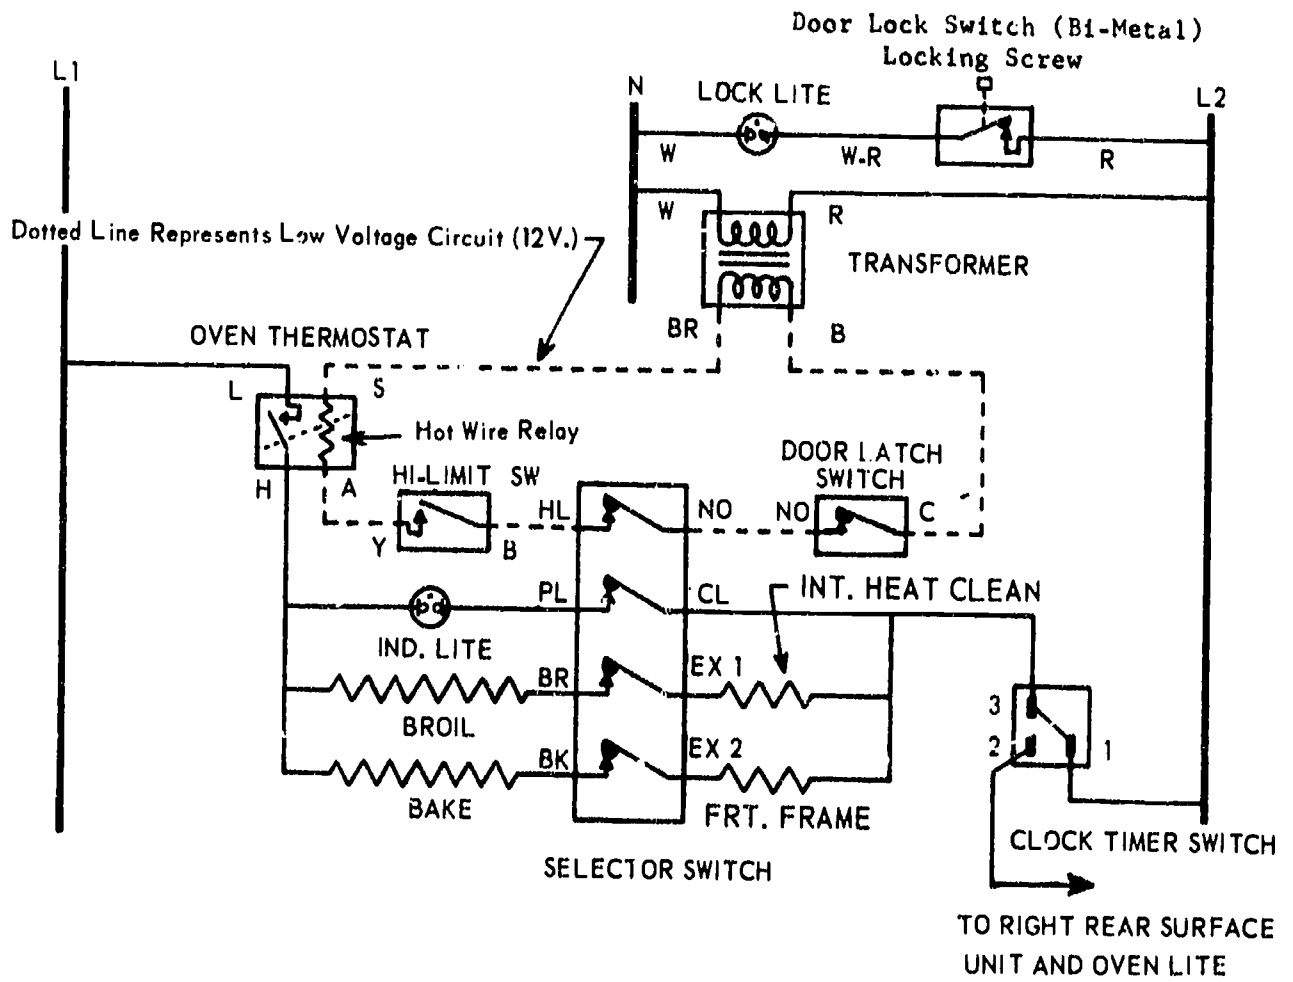 Door Lock Switch (Bi-Metal)
Locking Screw
L1
N
LOCK LITE
L2
W
W-R
R
W
R
Dotted Line Represents Low Voltage Circuit (12V.)
TRANSFORMER
BR
B
OVEN THERMOSTAT
L
S
Hot Wire Relay
DOOR LATCH
SWITCH
H
A
HI-LIMIT SW
HL
NO
NO
C
Y
B
PL
CL
INT. HEAT CLEAN
IND. LITE
BR
EX 1
BROIL
3
2
1
BK
EX 2
BAKE
FRT. FRAME
CLOCK TIMER SWITCH
SELECTOR SWITCH
TO RIGHT REAR SURFACE
UNIT AND OVEN LITE